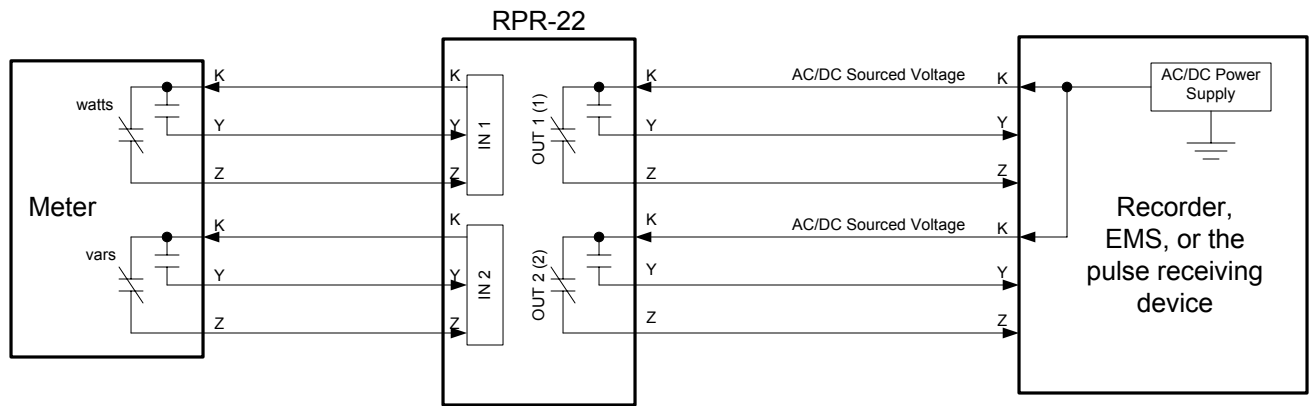 RPR-22
Meter
watts
K
Y
Z
vars
K
Y
Z
K
Y
Z
IN 1
K
Y
Z
IN 2
OUT 1 (1)
K
Y
Z
OUT 2 (2)
K
Y
Z
AC/DC Sourced Voltage
K
Y
Z
AC/DC Sourced Voltage
K
Y
Z
AC/DC Power
Supply
Recorder,
EMS, or the
pulse receiving
device